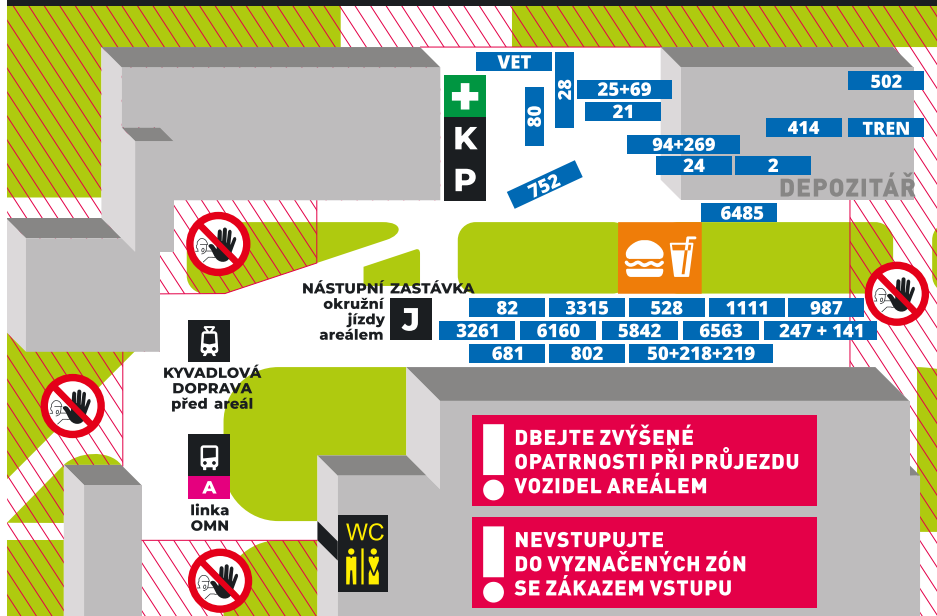 VET
28
25+69
502
80
21
414
TREN
K
94+269
24
2
P
752
DEPOZITÁŘ
6485
NÁSTUPNÍ ZASTÁVKA
okružní
jízdy
areálem
J
82
3315
528
1111
987
3261
6160
5842
6563
247 + 141
681
802
50+218+219
KYVADLOVÁ
DOPRAVA
před areál
A
linka
OMN
WC
DBEJTE ZVÝŠENÉ
OPATRNOSTI PŘI PRŮJEZDU
VOZIDEL AREÁLEM
NEVSTUPUJTE
DO VYZNAČENÝCH ZÓN
SE ZÁKAZEM VSTUPU